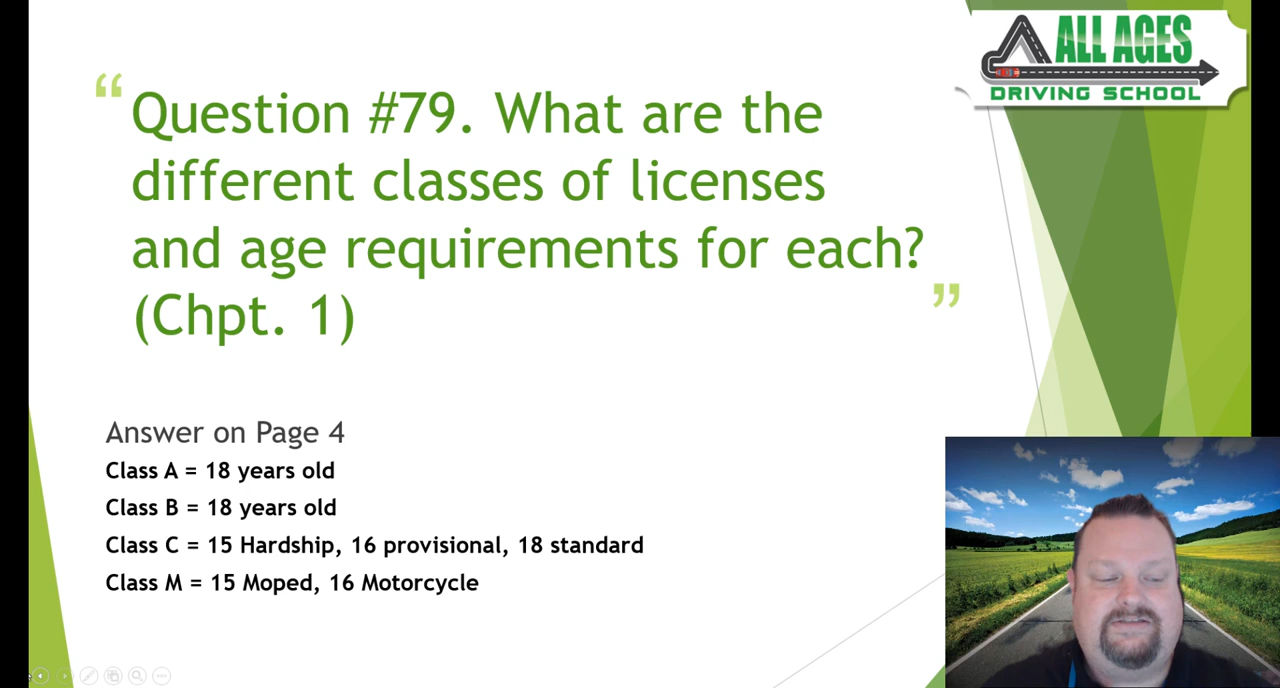 ALL AGES
DRIVING SCHOOL
“ Question #79. What are the
different classes of licenses
and age requirements for each?
(Chpt. 1) ”
Answer on Page 4
Class A = 18 years old
Class B = 18 years old
Class C = 15 Hardship, 16 provisional, 18 standard
Class M = 15 Moped, 16 Motorcycle